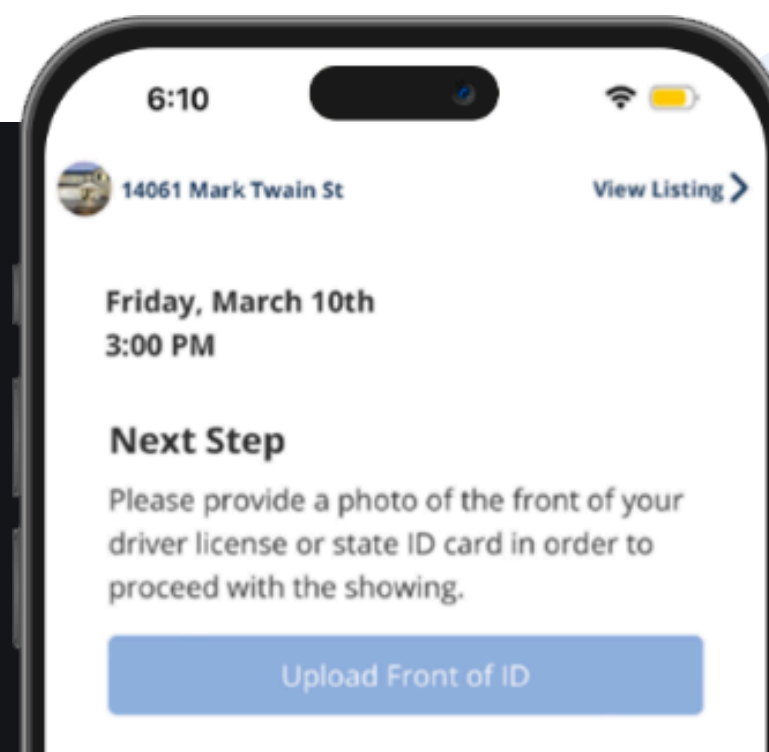 6:10
14061 Mark Twain St
View Listing
Friday, March 10th
3:00 PM
Next Step
Please provide a photo of the front of your
driver license or state ID card in order to
proceed with the showing.
Upload Front of ID